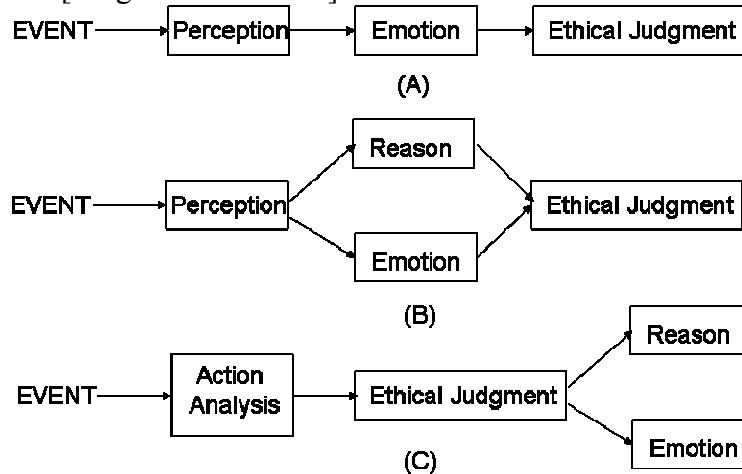 EVENT Perception Emotion Ethical Judgment
(A)
Reason
EVENT Perception Ethical Judgment
Emotion
(B)
Reason
Action
Analysis
EVENT Ethical Judgment
Emotion
(C)